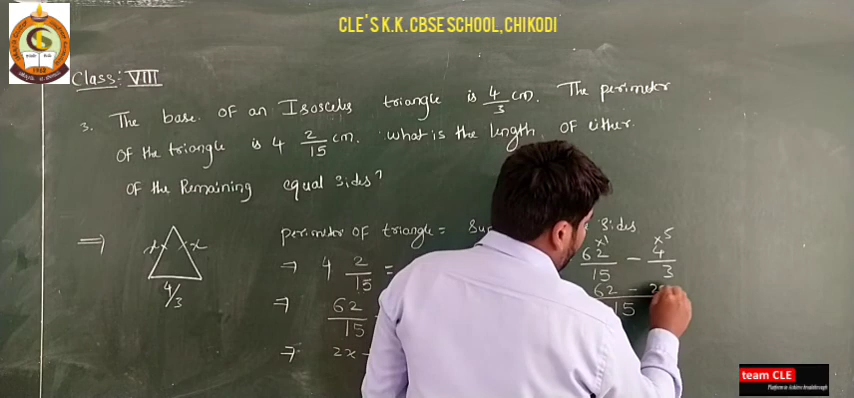 CLE'S K.K. CBSE SCHOOL, CHIKODI
Class: VIII
3. The base of an Isosceles triangle is 4/3 cm. The perimeter
of the triangle is 4 2/15 cm. what is the length of either
of the Remaining equal sides?
⇒ x x 4/3
perimeter of triangle = Sides
⇒ 4 2/15 =
⇒ 62/15
⇒ 2x
62/15 x1 - 4/3 x5
62 - 15
team CLE